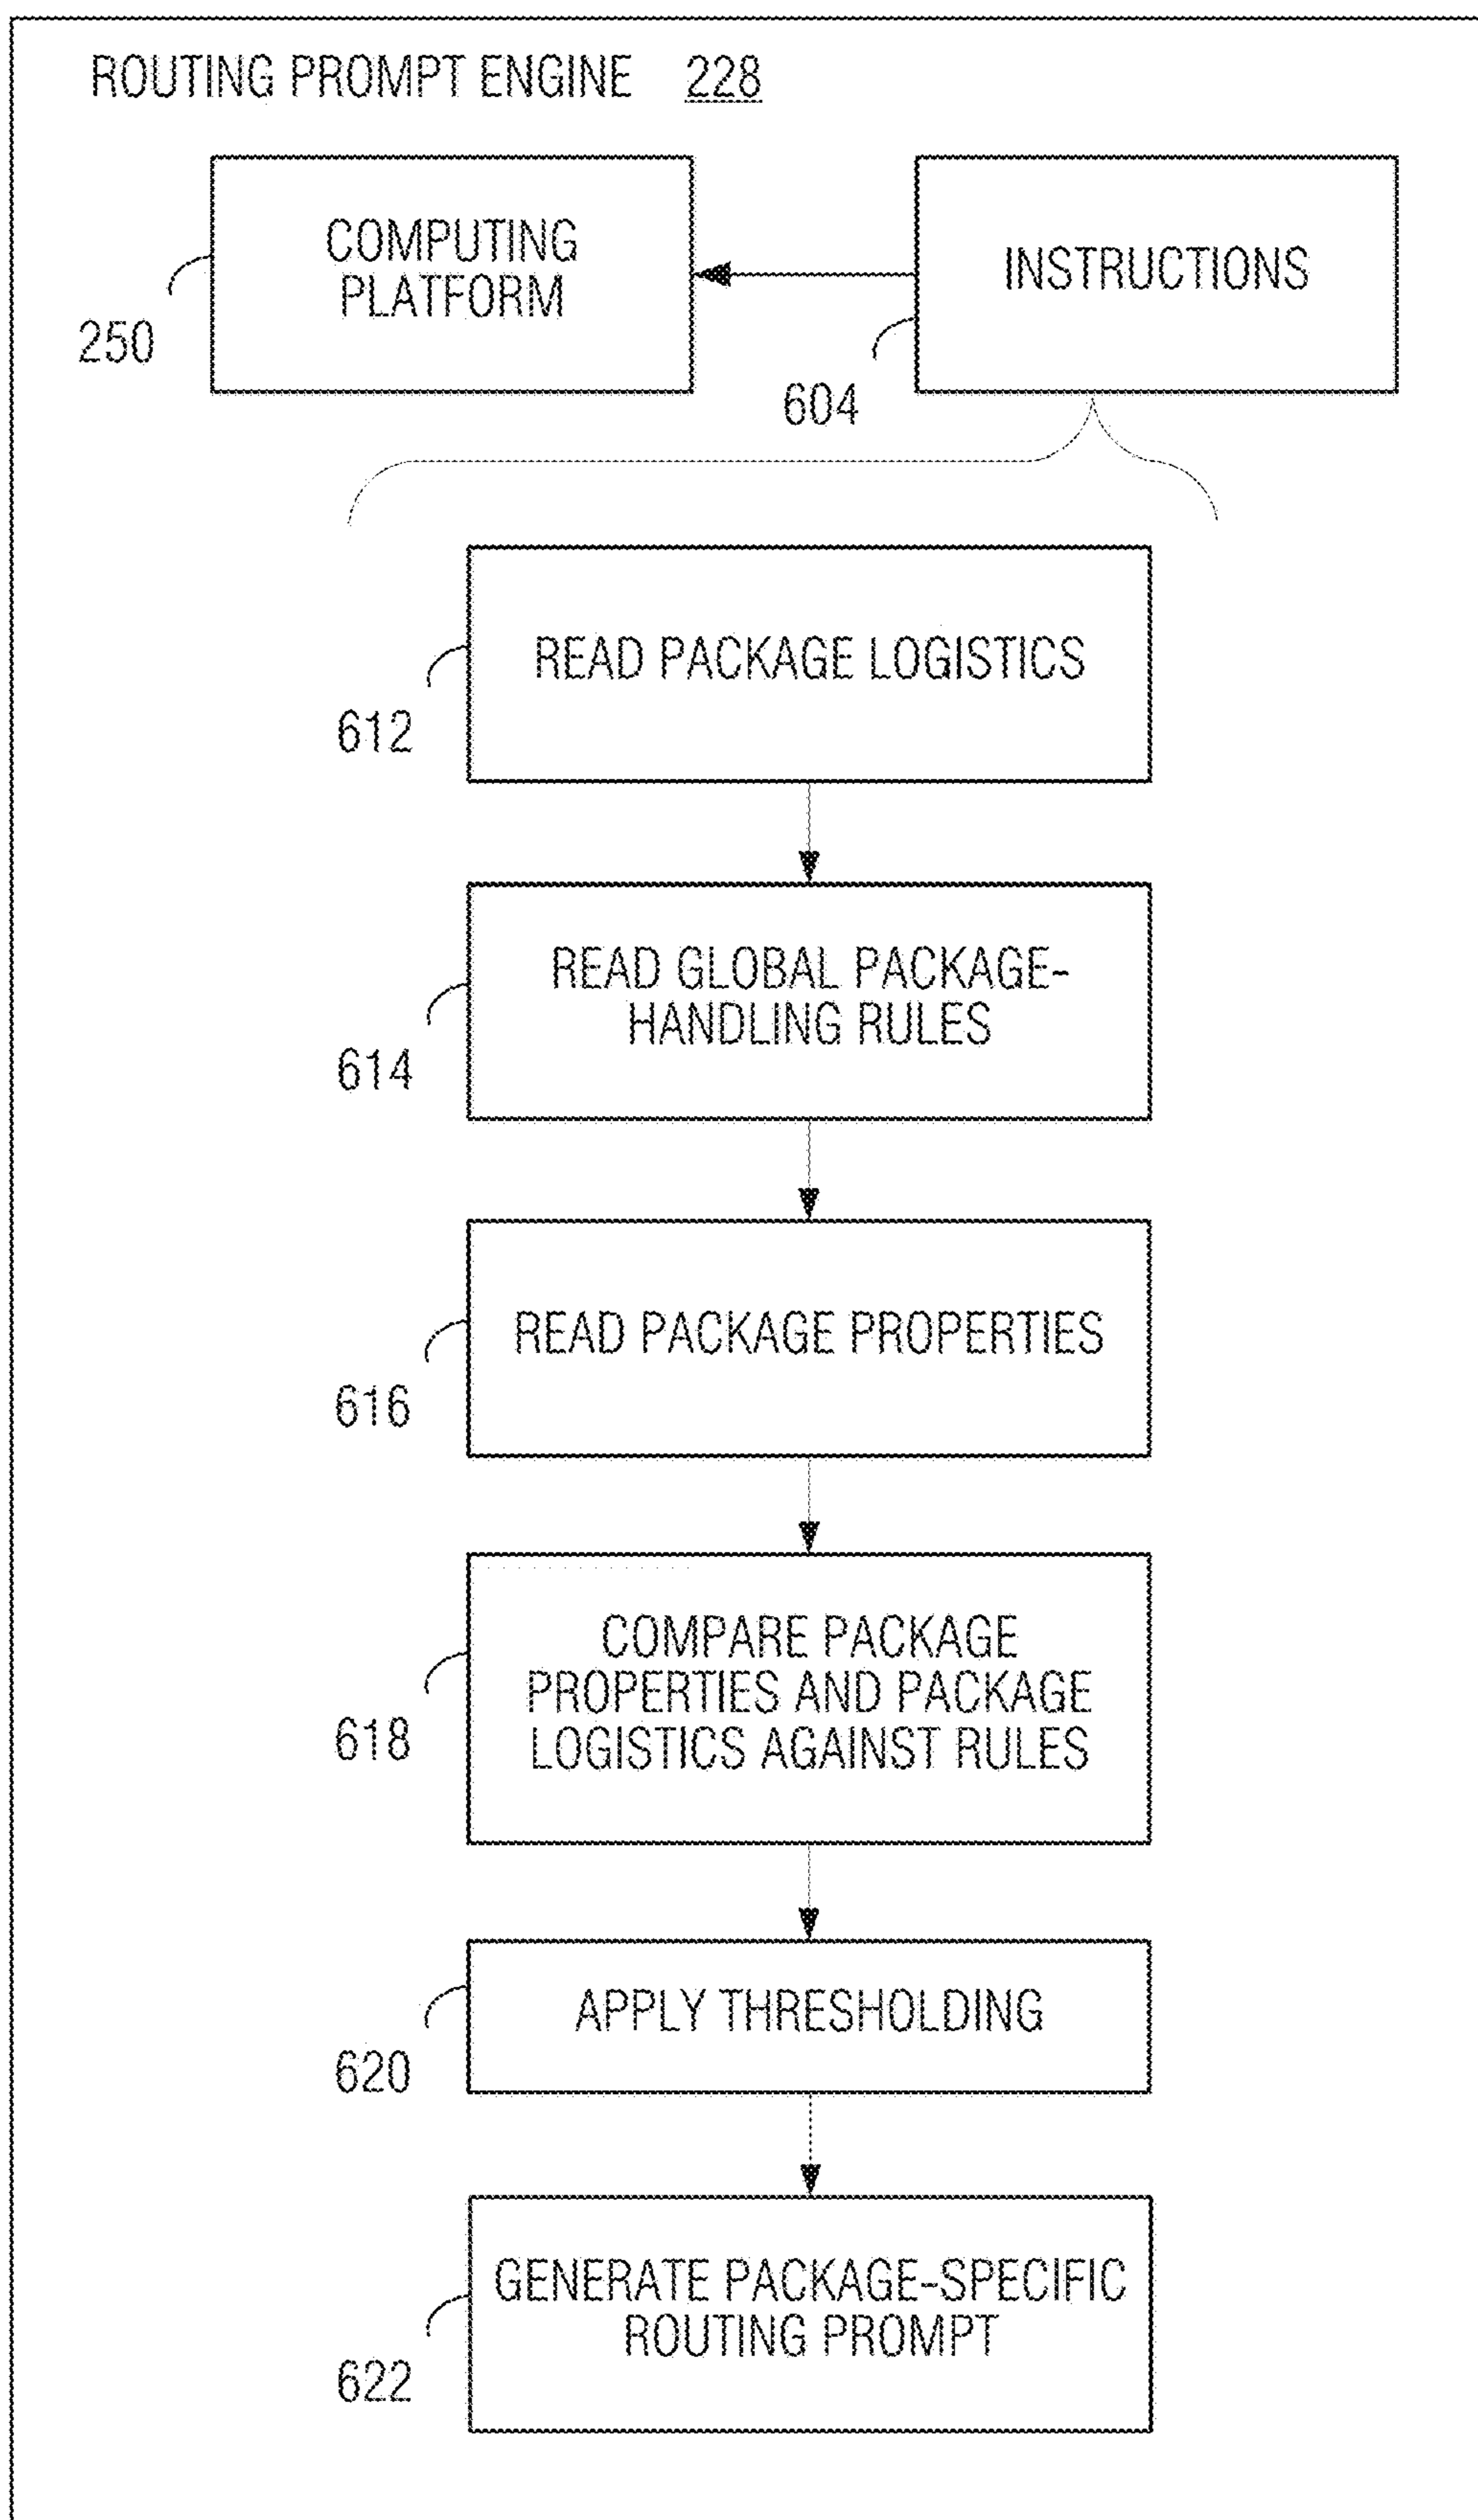 ROUTING PROMPT ENGINE 228
COMPUTING
PLATFORM
250
INSTRUCTIONS
604
READ PACKAGE LOGISTICS
612
READ GLOBAL PACKAGE-
HANDLING RULES
614
READ PACKAGE PROPERTIES
616
COMPARE PACKAGE
PROPERTIES AND PACKAGE
LOGISTICS AGAINST RULES
618
APPLY THRESHOLDING
620
GENERATE PACKAGE-SPECIFIC
ROUTING PROMPT
622